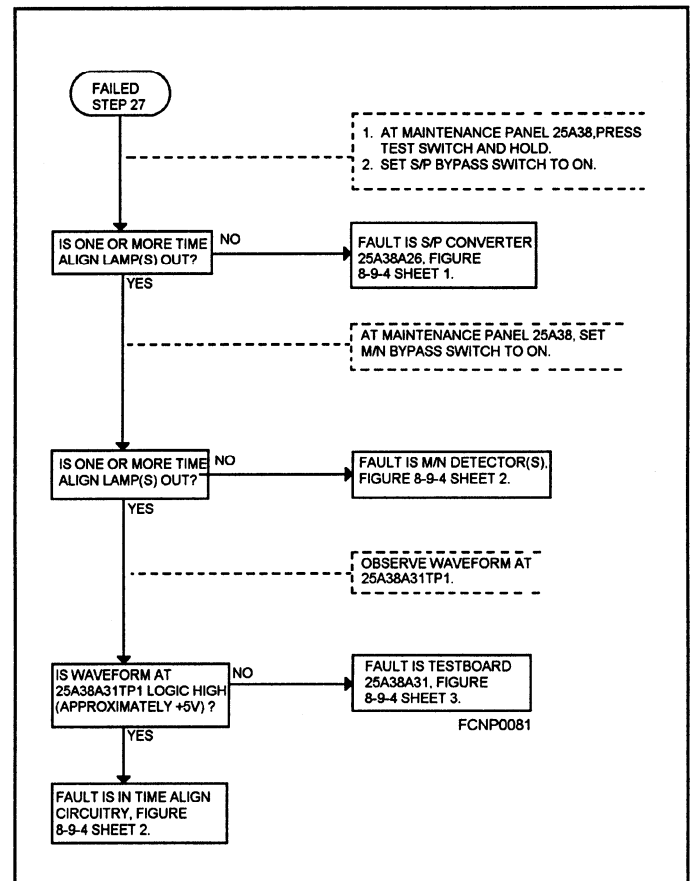 FAILED
STEP 27
1. AT MAINTENANCE PANEL 25A38,PRESS
TEST SWITCH AND HOLD.
2. SET S/P BYPASS SWITCH TO ON.
IS ONE OR MORE TIME
ALIGN LAMP(S) OUT?
NO
FAULT IS S/P CONVERTER
25A38A26, FIGURE
8-9-4 SHEET 1.
YES
AT MAINTENANCE PANEL 25A38, SET
M/N BYPASS SWITCH TO ON.
IS ONE OR MORE TIME
ALIGN LAMP(S) OUT?
NO
FAULT IS M/N DETECTOR(S),
FIGURE 8-9-4 SHEET 2.
YES
OBSERVE WAVEFORM AT
25A38A31TP1.
IS WAVEFORM AT
25A38A31TP1 LOGIC HIGH
(APPROXIMATELY +5V) ?
NO
FAULT IS TESTBOARD
25A38A31, FIGURE
8-9-4 SHEET 3.
FCNP0081
YES
FAULT IS IN TIME ALIGN
CIRCUITRY, FIGURE
8-9-4 SHEET 2.